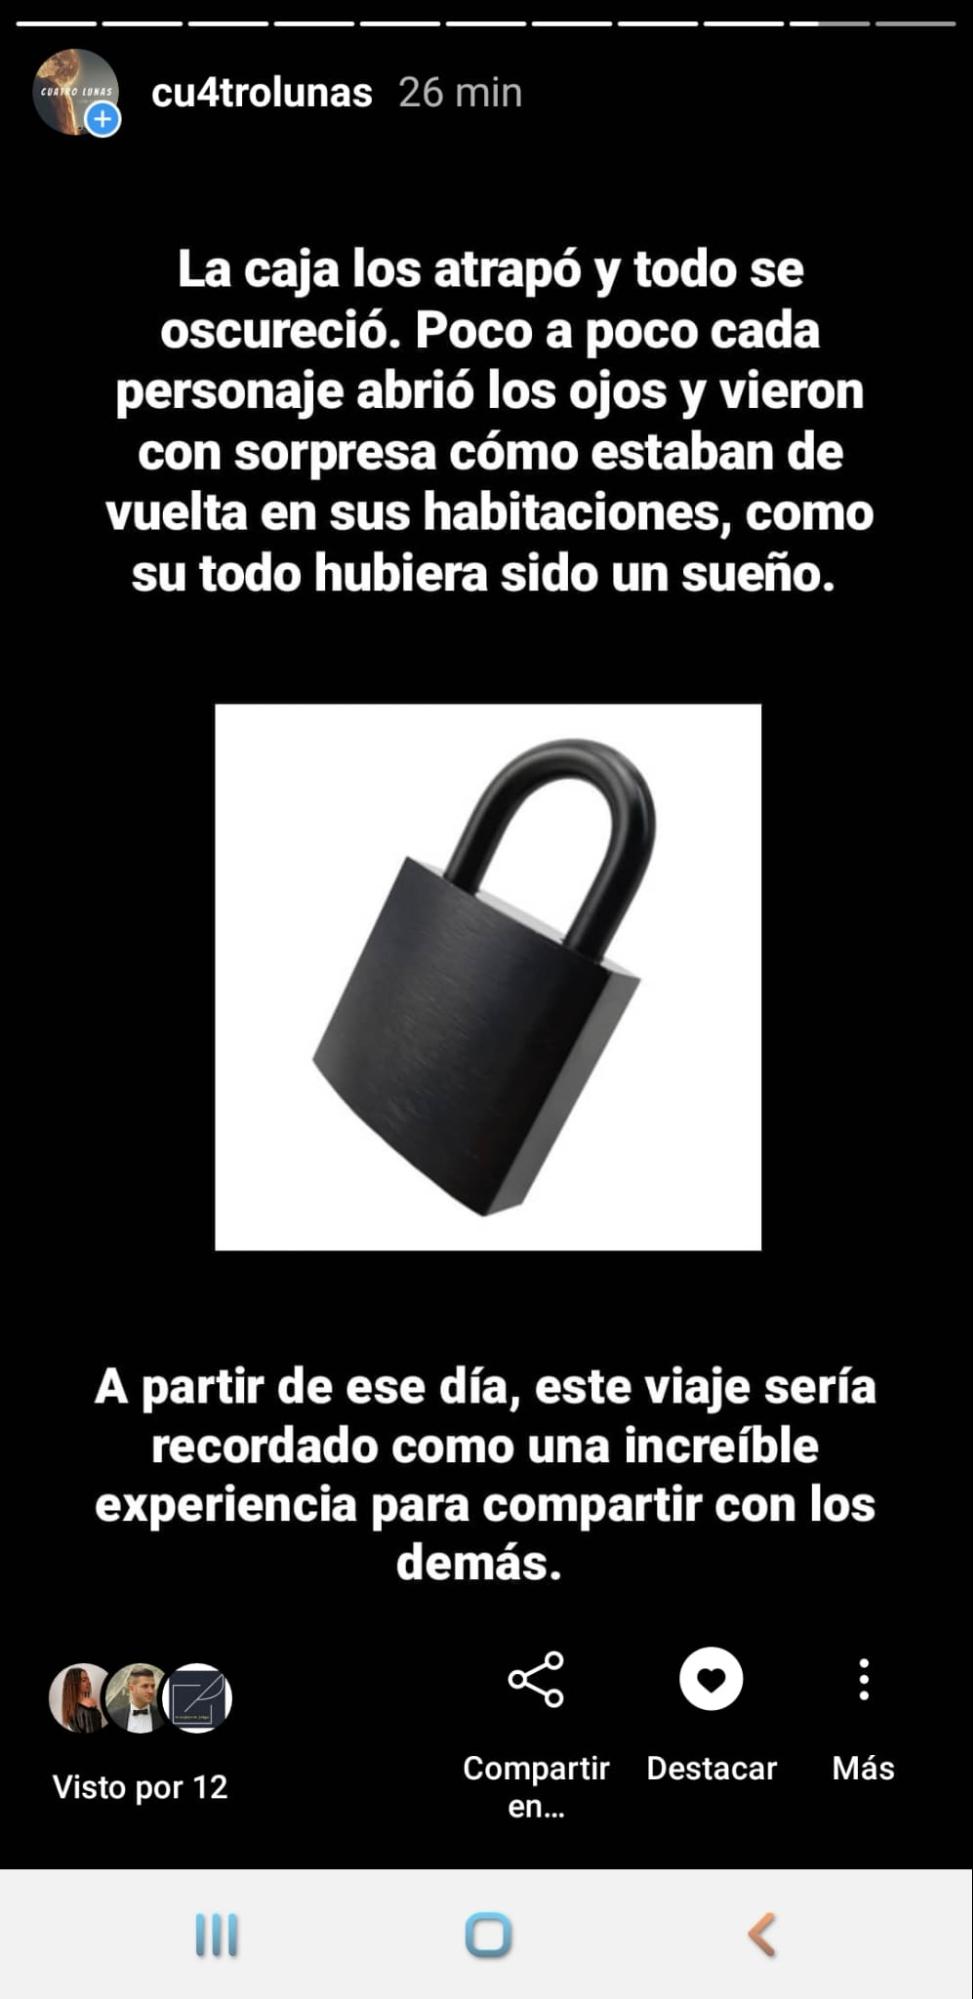 CUATRO LUNAS
cu4trolunas 26 min
La caja los atrapó y todo se
oscureció. Poco a poco cada
personaje abrió los ojos y vieron
con sorpresa cómo estaban de
vuelta en sus habitaciones, como
su todo hubiera sido un sueño.
A partir de ese día, este viaje sería
recordado como una increíble
experiencia para compartir con los
demás.
Visto por 12
Compartir
en...
Destacar
Más